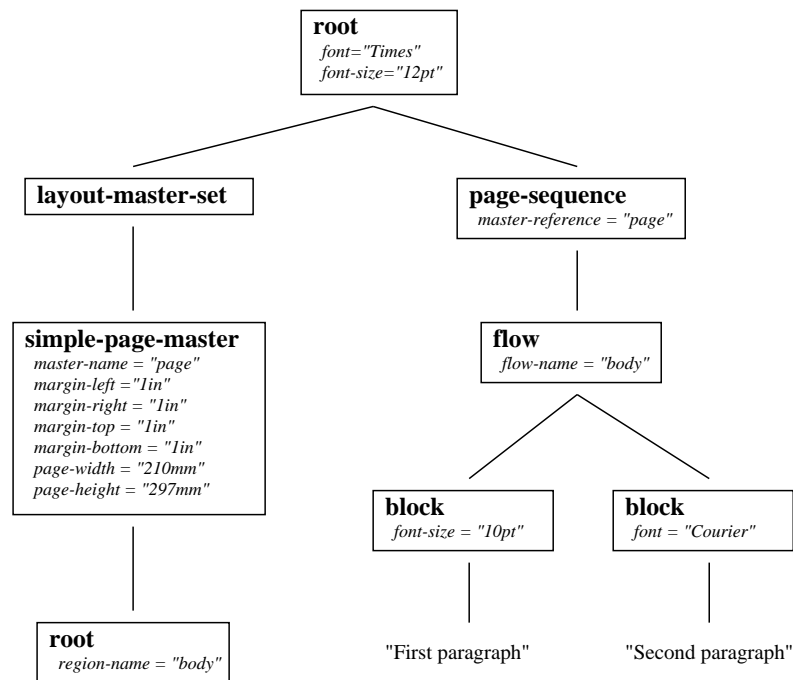 root
font="Times"
font-size="12pt"
layout-master-set
page-sequence
master-reference = "page"
simple-page-master
master-name = "page"
margin-left ="1in"
margin-right = "1in"
margin-top = "1in"
margin-bottom = "1in"
page-width = "210mm"
page-height = "297mm"
flow
flow-name = "body"
block
font-size = "10pt"
block
font = "Courier"
root
region-name = "body"
"First paragraph"
"Second paragraph"